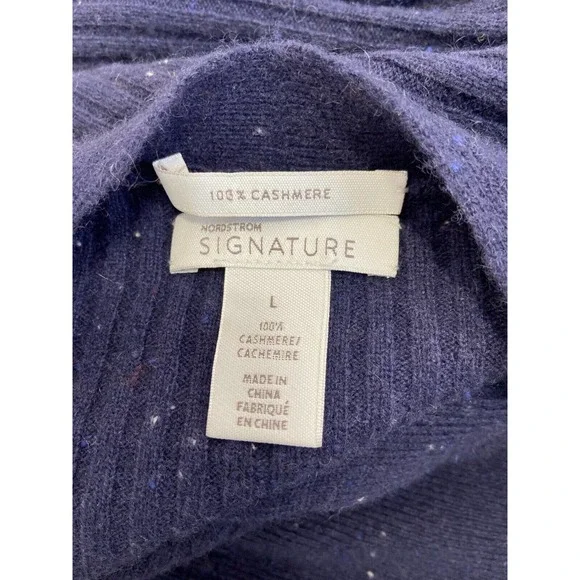 100% CASHMERE
NORDSTROM
SIGNATURE
L
100%
CASHMERE/
CACHEMIRE
MADE IN
CHINA
FABRIQUÉ
EN CHINE